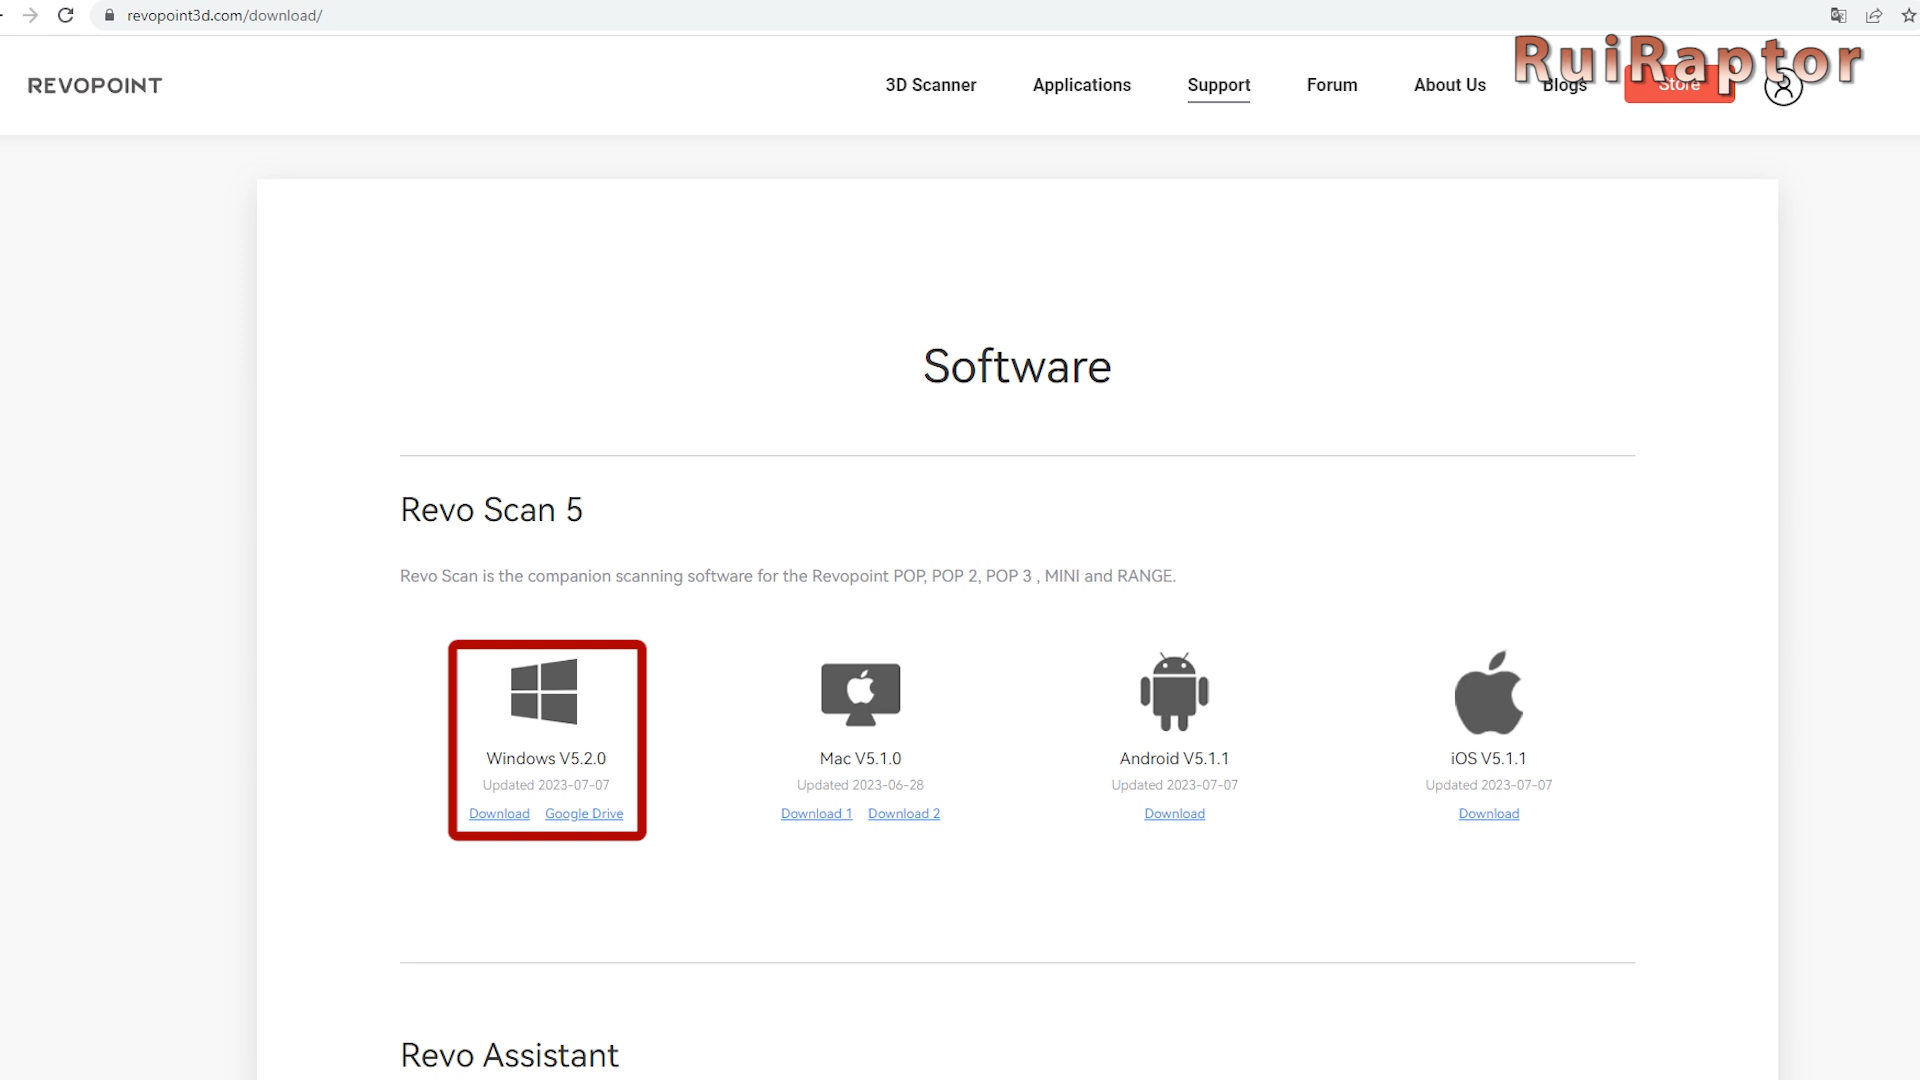 revopoint3d.com/download/
RuiRaptor
REVOPOINT
3D Scanner Applications Support Forum About Us Blogs Store
Software
Revo Scan 5
Revo Scan is the companion scanning software for the Revopoint POP, POP 2, POP 3 , MINI and RANGE.
Windows V5.2.0 Mac V5.1.0 Android V5.1.1 iOS V5.1.1
Updated 2023-07-07 Updated 2023-06-28 Updated 2023-07-07 Updated 2023-07-07
Download Google Drive Download 1 Download 2 Download Download
Revo Assistant